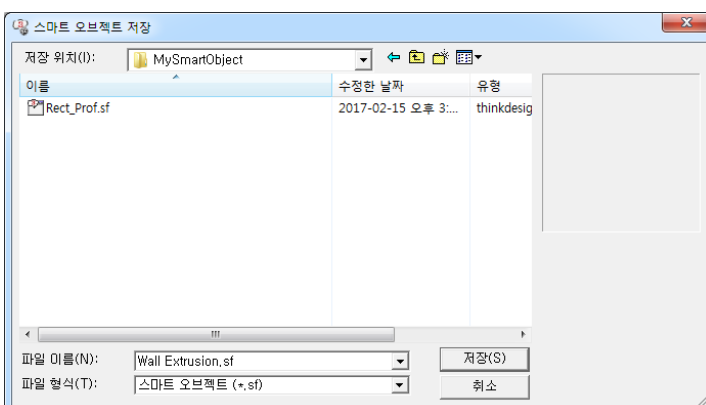 스마트 오브젝트 저장
저장 위치(I): MySmartObject
이름 수정한 날짜 유형
Rect_Prof.sf 2017-02-15 오후 3:... thinkdesig
파일 이름(N): Wall Extrusion.sf 저장(S)
파일 형식(T): 스마트 오브젝트 (*.sf) 취소